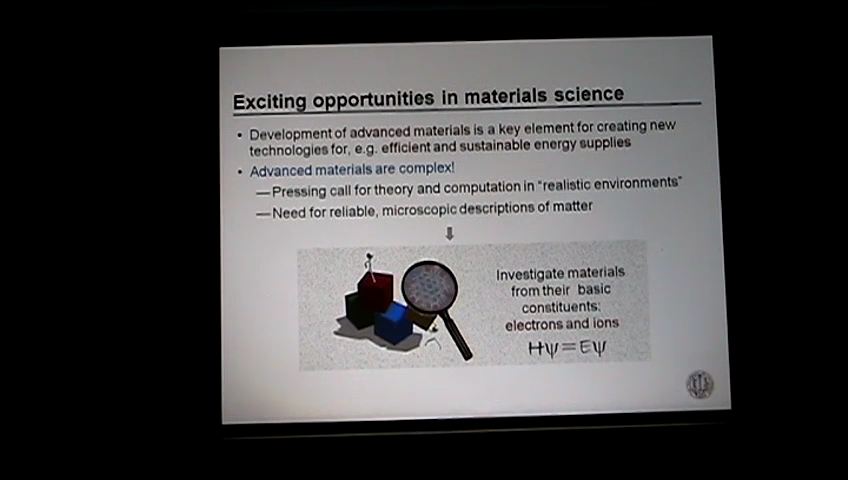 Exciting opportunities in materials science
• Development of advanced materials is a key element for creating new
technologies for, e.g. efficient and sustainable energy supplies
• Advanced materials are complex!
—Pressing call for theory and computation in "realistic environments"
—Need for reliable, microscopic descriptions of matter
Investigate materials
from their basic
constituents:
electrons and ions
Hψ=Eψ